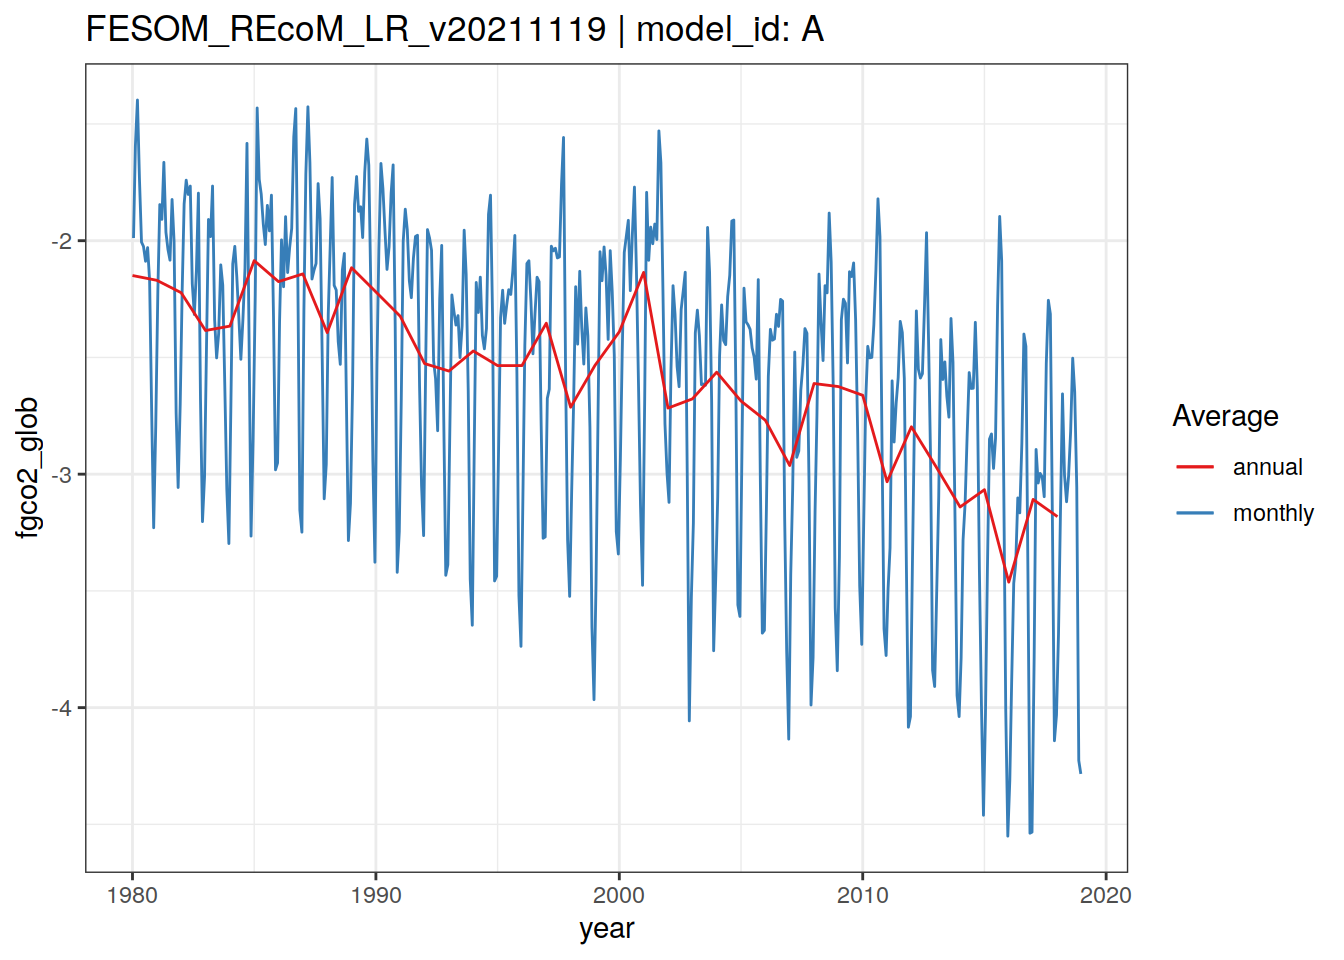 FESOM_REcoM_LR_v20211119 | model_id: A
fgco2_glob
-2
-3
-4
1980
1990
2000
2010
2020
year
Average
annual
monthly